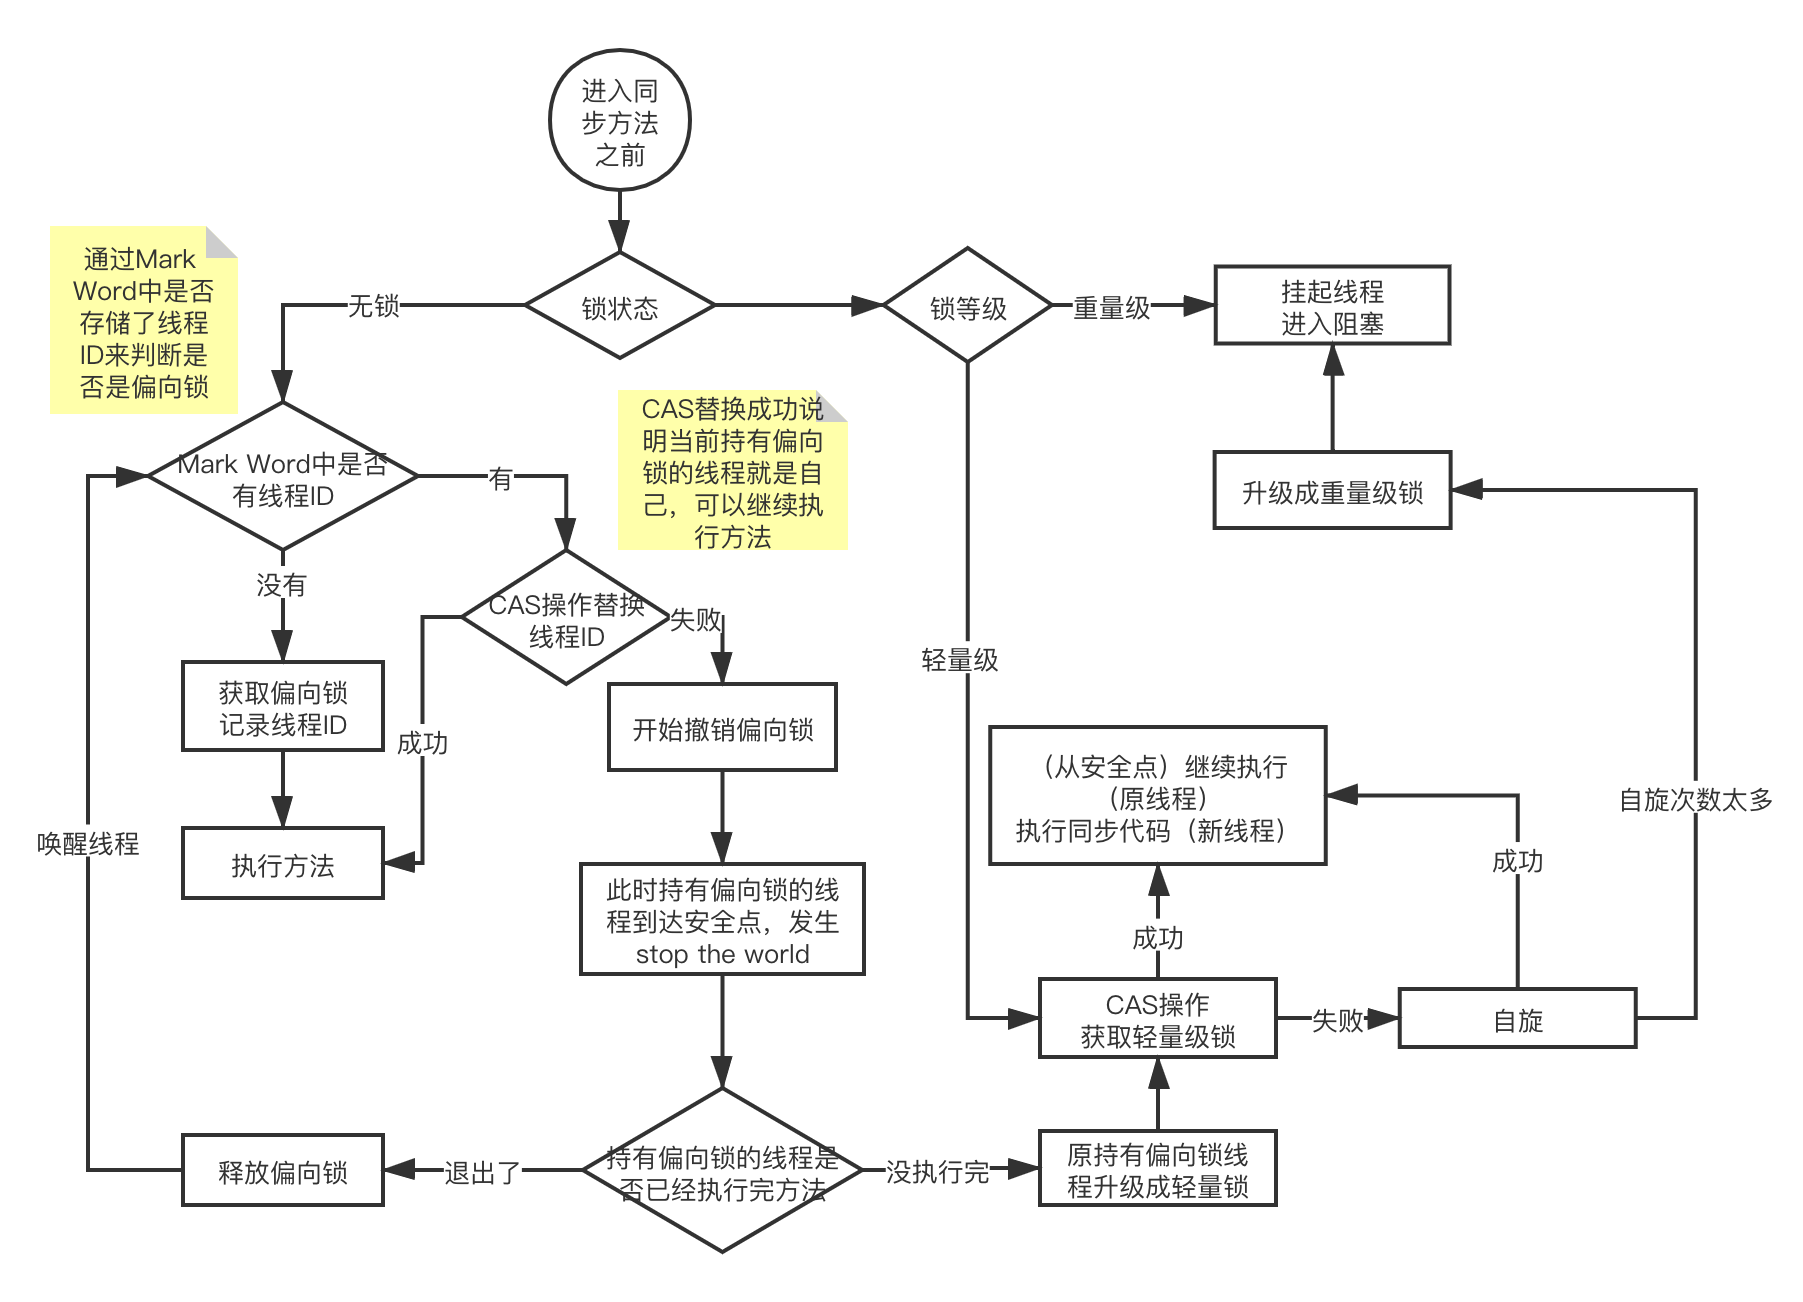 进入同
步方法
之前
通过Mark
Word中是否
存储了线程
ID来判断是
否是偏向锁
无锁
锁状态
锁等级
重量级
挂起线程
进入阻塞
CAS替换成功说
明当前持有偏向
锁的线程就是自
己，可以继续执
行方法
Mark Word中是否
有线程ID
有
升级成重量级锁
没有
CAS操作替换
线程ID
失败
轻量级
获取偏向锁
记录线程ID
成功
开始撤销偏向锁
（从安全点）继续执行
（原线程）
执行同步代码（新线程）
自旋次数太多
唤醒线程
执行方法
成功
此时持有偏向锁的线
程到达安全点，发生
stop the world
成功
CAS操作
获取轻量级锁
失败
自旋
释放偏向锁
退出了
持有偏向锁的线程是
否已经执行完方法
没执行完
原持有偏向锁线
程升级成轻量锁